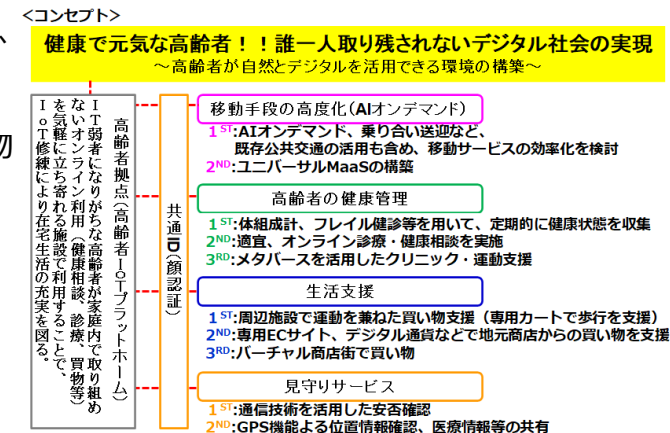 <コンセプト>
、
健康で元気な高齢者！！誰一人取り残されないデジタル社会の実現
～高齢者が自然とデジタルを活用できる環境の構築～
物
高齢者拠点（高齢者IoTプラットホーム）
IT弱者になりがちな高齢者が家庭内で取り組め
ないオンライン利用（健康相談、診療、買物等）
を気軽に立ち寄れる施設で利用することで、
IoT修練により在宅生活の充実を図る。
共通ID（顔認証）
移動手段の高度化（AIオンデマンド）
1ST:AIオンデマンド、乗り合い送迎など、
既存公共交通の活用も含め、移動サービスの効率化を検討
2ND:ユニバーサルMaaSの構築
高齢者の健康管理
1ST:体組成計、フレイル健診等を用いて、定期的に健康状態を収集
2ND:適宜、オンライン診療・健康相談を実施
3RD:メタバースを活用したクリニック・運動支援
生活支援
1ST:周辺施設で運動を兼ねた買い物支援（専用カートで歩行を支援）
2ND:専用ECサイト、デジタル通貨などで地元商店からの買い物を支援
3RD:バーチャル商店街で買い物
見守りサービス
1ST:通信技術を活用した安否確認
2ND:GPS機能よる位置情報確認、医療情報等の共有